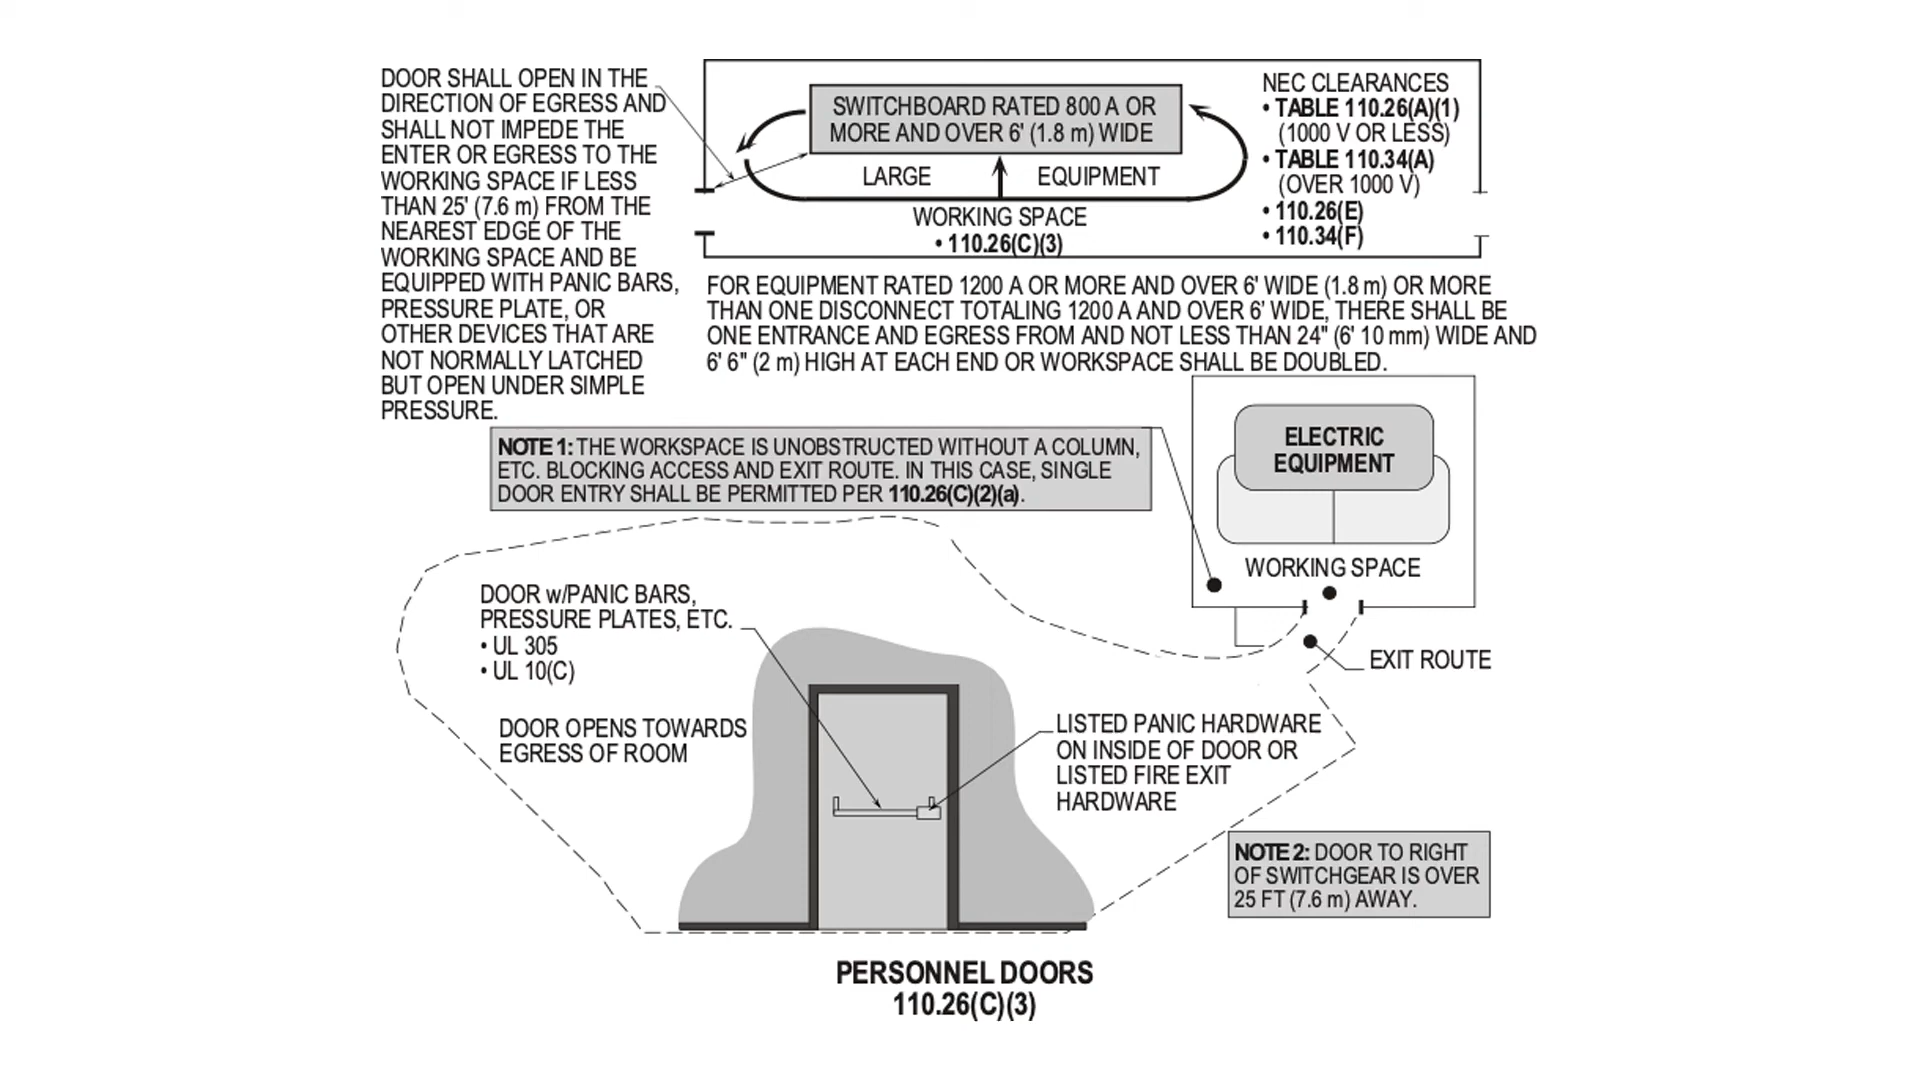 DOOR SHALL OPEN IN THE
DIRECTION OF EGRESS AND
SHALL NOT IMPEDE THE
ENTER OR EGRESS TO THE
WORKING SPACE IF LESS
THAN 25' (7.6 m) FROM THE
NEAREST EDGE OF THE
WORKING SPACE AND BE
EQUIPPED WITH PANIC BARS,
PRESSURE PLATE, OR
OTHER DEVICES THAT ARE
NOT NORMALLY LATCHED
BUT OPEN UNDER SIMPLE
PRESSURE.
SWITCHBOARD RATED 800 A OR
MORE AND OVER 6' (1.8 m) WIDE
LARGE EQUIPMENT
WORKING SPACE
• 110.26(C)(3)
NEC CLEARANCES
• TABLE 110.26(A)(1)
(1000 V OR LESS)
• TABLE 110.34(A)
(OVER 1000 V)
• 110.26(E)
• 110.34(F)
FOR EQUIPMENT RATED 1200 A OR MORE AND OVER 6' WIDE (1.8 m) OR MORE
THAN ONE DISCONNECT TOTALING 1200 A AND OVER 6' WIDE, THERE SHALL BE
ONE ENTRANCE AND EGRESS FROM AND NOT LESS THAN 24" (6' 10 mm) WIDE AND
6' 6" (2 m) HIGH AT EACH END OR WORKSPACE SHALL BE DOUBLED.
NOTE 1: THE WORKSPACE IS UNOBSTRUCTED WITHOUT A COLUMN,
ETC. BLOCKING ACCESS AND EXIT ROUTE. IN THIS CASE, SINGLE
DOOR ENTRY SHALL BE PERMITTED PER 110.26(C)(2)(a).
ELECTRIC
EQUIPMENT
WORKING SPACE
EXIT ROUTE
DOOR w/PANIC BARS,
PRESSURE PLATES, ETC.
• UL 305
• UL 10(C)
DOOR OPENS TOWARDS
EGRESS OF ROOM
LISTED PANIC HARDWARE
ON INSIDE OF DOOR OR
LISTED FIRE EXIT
HARDWARE
NOTE 2: DOOR TO RIGHT
OF SWITCHGEAR IS OVER
25 FT (7.6 m) AWAY.
PERSONNEL DOORS
110.26(C)(3)